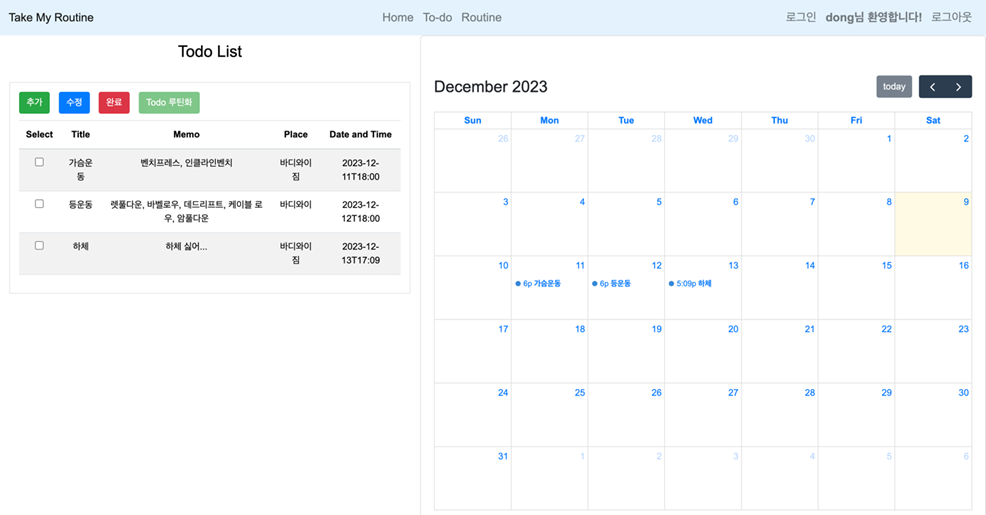 Take My Routine Home To-do Routine 로그인 dong님 환영합니다! 로그아웃
Todo List
추가 수정 완료 Todo 루틴화
Select Title Memo Place Date and Time
가슴운
동
벤치프레스, 인클라인벤치
바디와이
짐
2023-12-
11T18:00
등운동
렛풀다운, 바벨로우, 데드리프트, 케이블 로
우, 암풀다운
바디와이
2023-12-
12T18:00
하체
하체 싫어...
바디와이
짐
2023-12-
13T17:09
December 2023
today
Sun Mon Tue Wed Thu Fri Sat
26 27 28 29 30 1 2
3 4 5 6 7 8 9
10 11 12 13 14 15 16
6p 가슴운동 6p 등운동 5:09p 하체
17 18 19 20 21 22 23
24 25 26 27 28 29 30
31 1 2 3 4 5 6